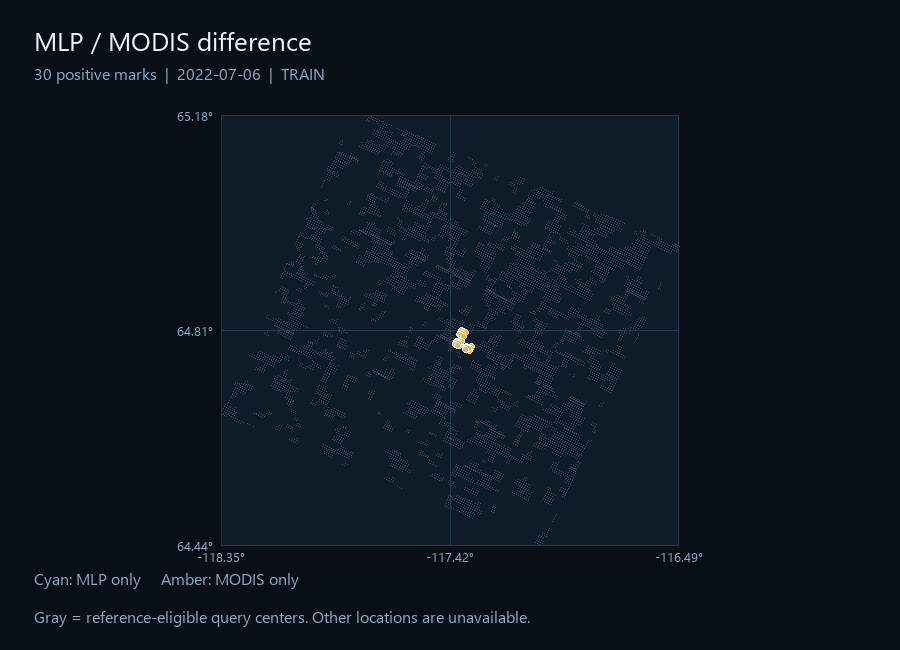 MLP / MODIS difference
30 positive marks | 2022-07-06 | TRAIN
65.18°
64.81°
64.44°
-118.35° -117.42° -116.49°
Cyan: MLP only Amber: MODIS only
Gray = reference-eligible query centers. Other locations are unavailable.